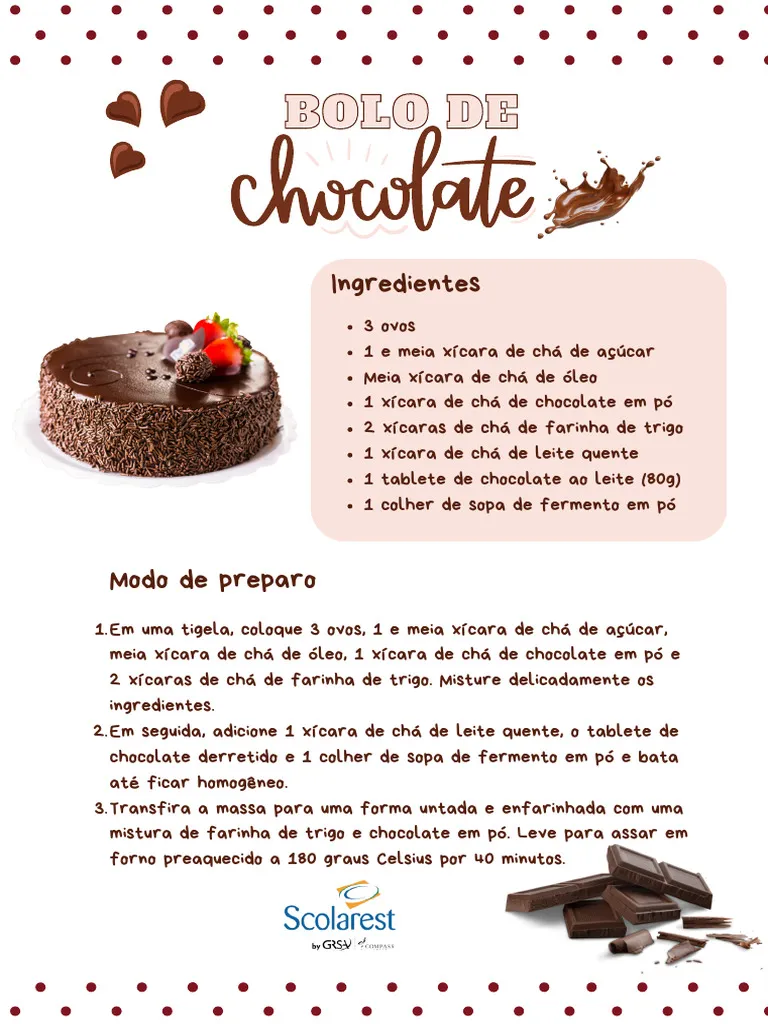 BOLO DE
chocolate
Ingredientes
• 3 ovos
• 1 e meia xícara de chá de açúcar
• Meia xícara de chá de óleo
• 1 xícara de chá de chocolate em pó
• 2 xícaras de chá de farinha de trigo
• 1 xícara de chá de leite quente
• 1 tablete de chocolate ao leite (80g)
• 1 colher de sopa de fermento em pó
Modo de preparo
1. Em uma tigela, coloque 3 ovos, 1 e meia xícara de chá de açúcar,
meia xícara de chá de óleo, 1 xícara de chá de chocolate em pó e
2 xícaras de chá de farinha de trigo. Misture delicadamente os
ingredientes.
2. Em seguida, adicione 1 xícara de chá de leite quente, o tablete de
chocolate derretido e 1 colher de sopa de fermento em pó e bata
até ficar homogêneo.
3. Transfira a massa para uma forma untada e enfarinhada com uma
mistura de farinha de trigo e chocolate em pó. Leve para assar em
forno preaquecido a 180 graus Celsius por 40 minutos.
Scolarest
by GRSA COMPASS